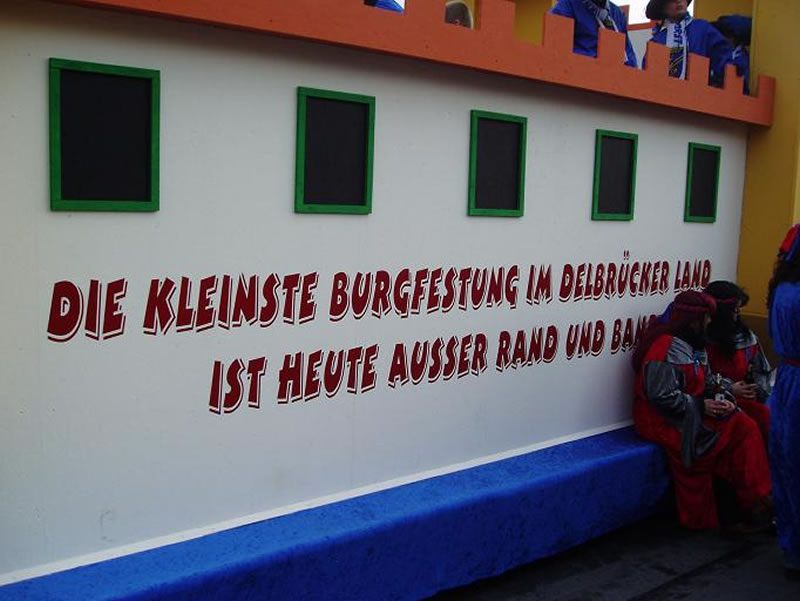 DIE KLEINSTE BURGFESTUNG IM DELBRÜCKER LAND
IST HEUTE AUSSER RAND UND